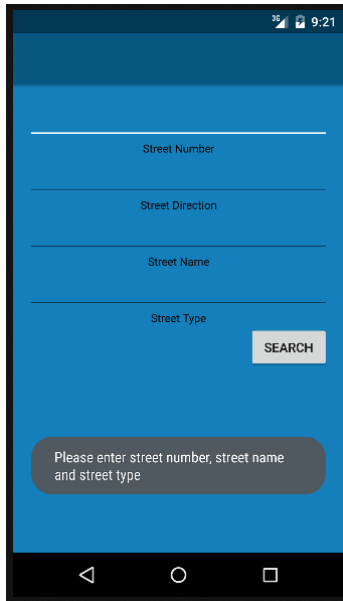 3G 9:21
Street Number
Street Direction
Street Name
Street Type
SEARCH
Please enter street number, street name
and street type